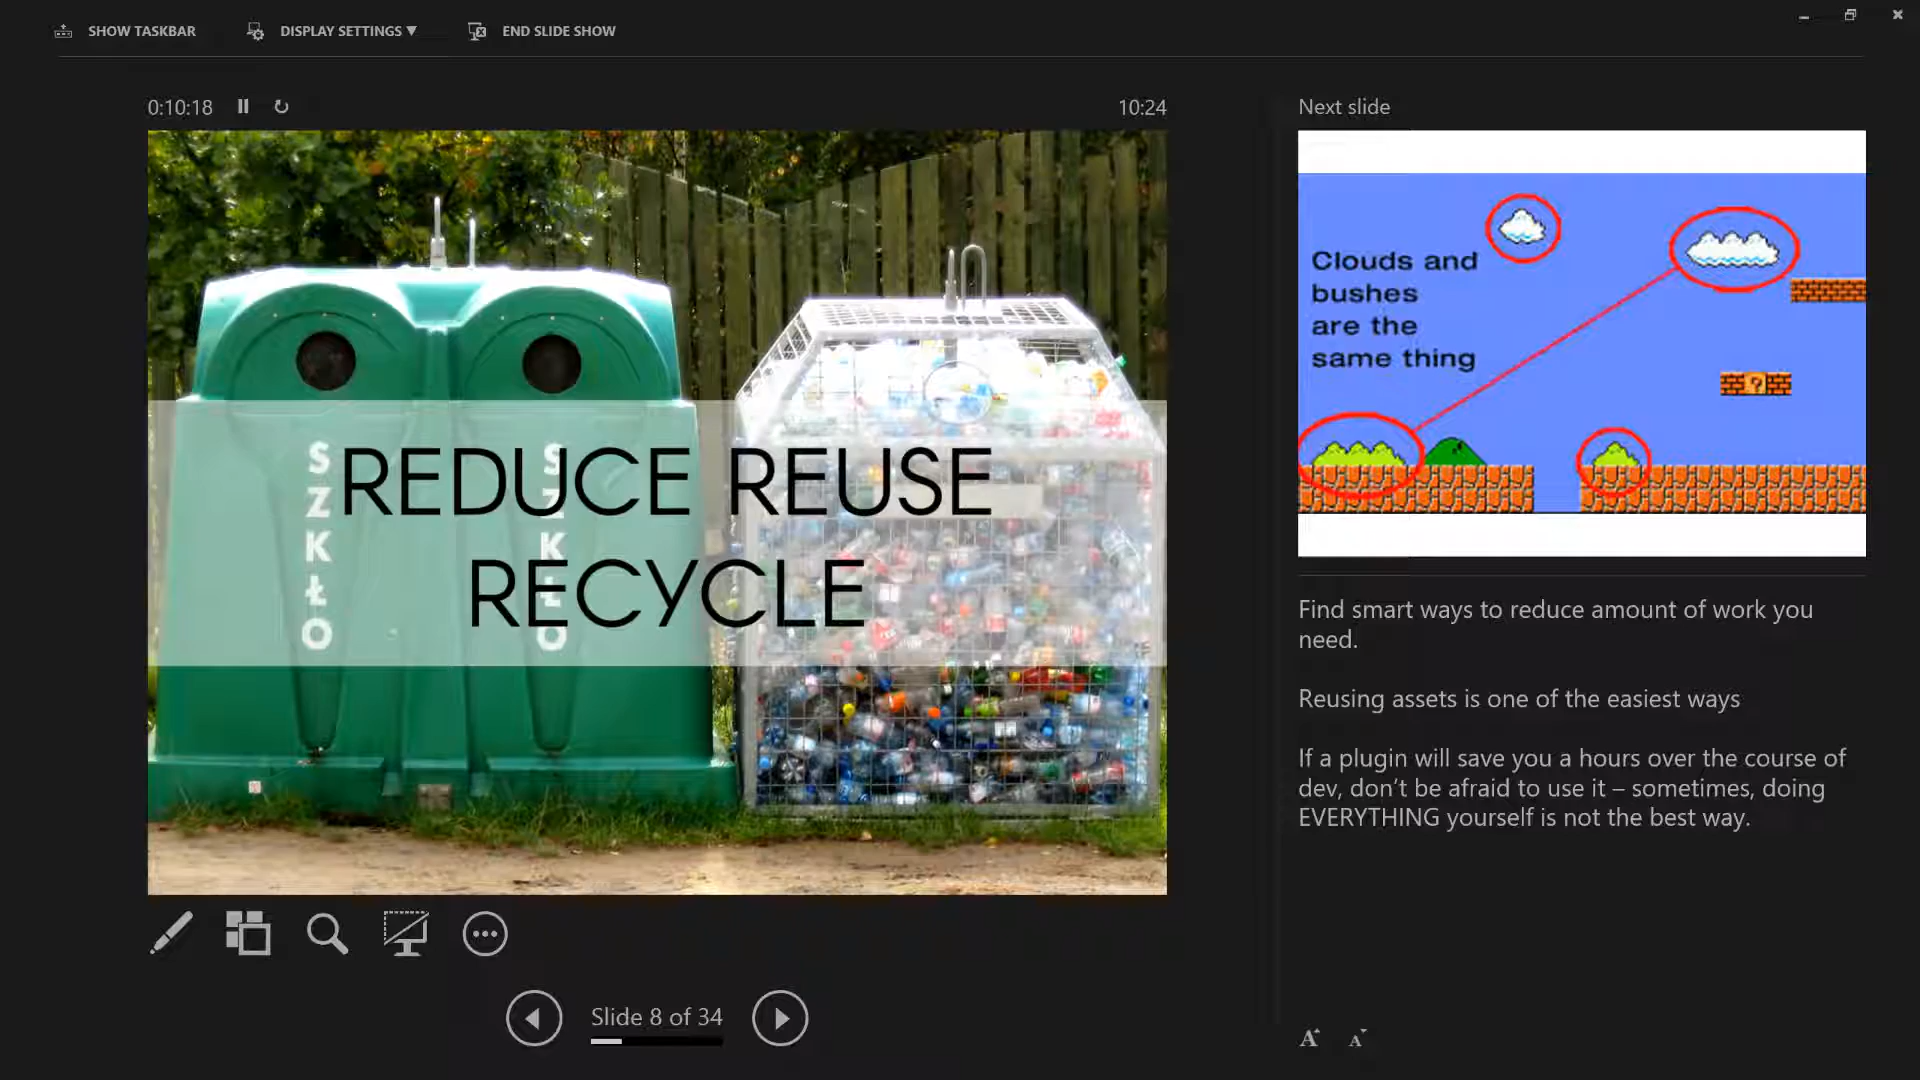 SHOW TASKBAR
DISPLAY SETTINGS ▼
END SLIDE SHOW
0:10:18
10:24
Next slide
SZKŁO
SZKŁO
REDUCE REUSE
RECYCLE
Clouds and
bushes
are the
same thing
?
Find smart ways to reduce amount of work you
need.
Reusing assets is one of the easiest ways
If a plugin will save you a hours over the course of
dev, don't be afraid to use it – sometimes, doing
EVERYTHING yourself is not the best way.
Slide 8 of 34
A A